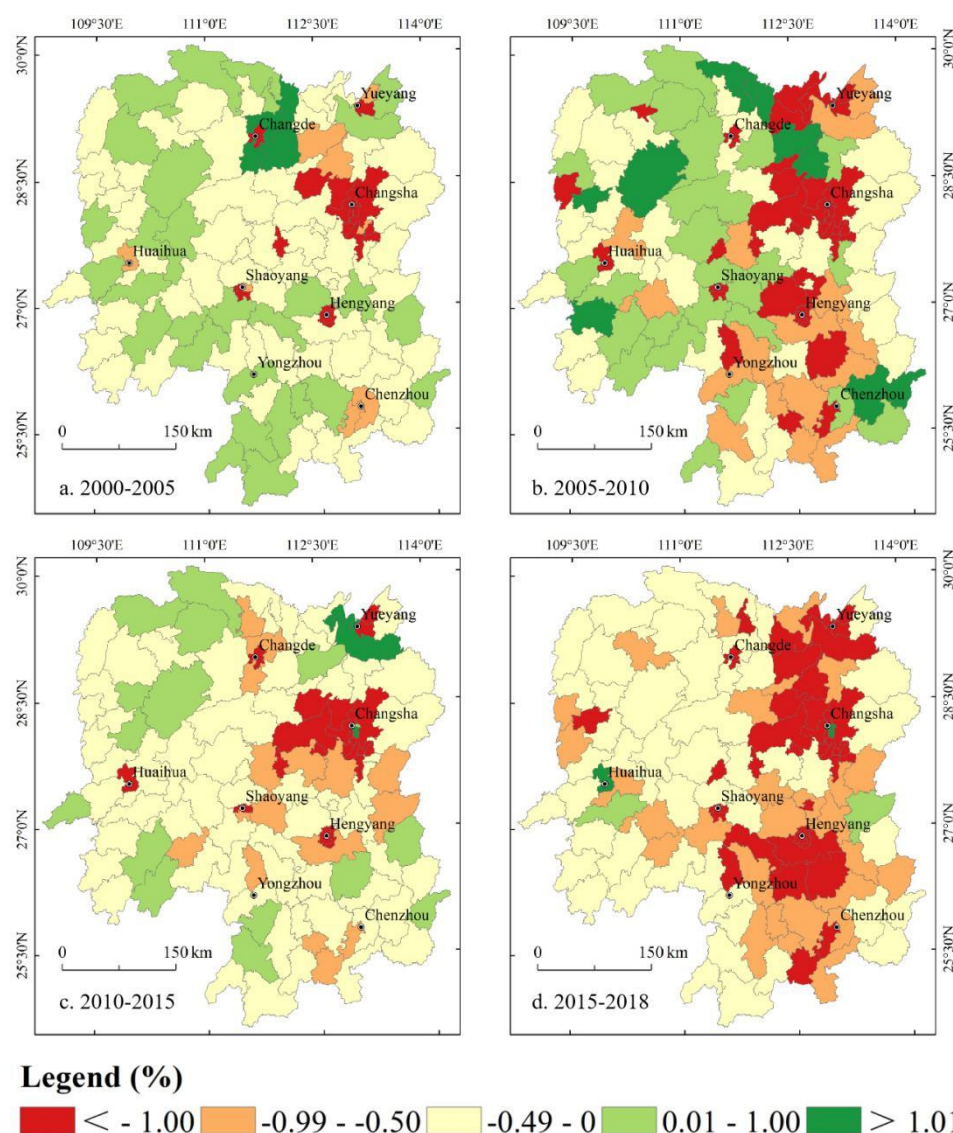 109°30'E 111°0'E 112°30'E 114°0'E
109°30'E 111°0'E 112°30'E 114°0'E
30°0'N
28°30'N
27°0'N
25°30'N
Yueyang
Changde
Changsha
Huaihua
Shaoyang
Hengyang
Yongzhou
Chenzhou
0 150 km
a. 2000-2005
Yueyang
Changde
Changsha
Huaihua
Shaoyang
Hengyang
Yongzhou
Chenzhou
0 150 km
b. 2005-2010
30°0'N
28°30'N
27°0'N
25°30'N
109°30'E 111°0'E 112°30'E 114°0'E
109°30'E 111°0'E 112°30'E 114°0'E
30°0'N
28°30'N
27°0'N
25°30'N
Yueyang
Changde
Changsha
Huaihua
Shaoyang
Hengyang
Yongzhou
Chenzhou
0 150 km
c. 2010-2015
Yueyang
Changde
Changsha
Huaihua
Shaoyang
Hengyang
Yongzhou
Chenzhou
0 150 km
d. 2015-2018
30°0'N
28°30'N
27°0'N
25°30'N
Legend (%)
< - 1.00 -0.99 - -0.50 -0.49 - 0 0.01 - 1.00 > 1.01